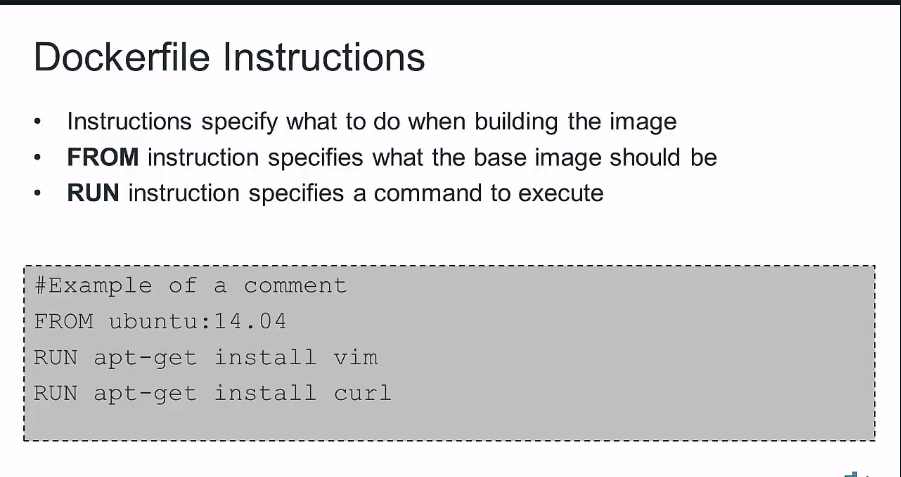 Dockerfile Instructions
• Instructions specify what to do when building the image
• FROM instruction specifies what the base image should be
• RUN instruction specifies a command to execute
#Example of a comment
FROM ubuntu:14.04
RUN apt-get install vim
RUN apt-get install curl